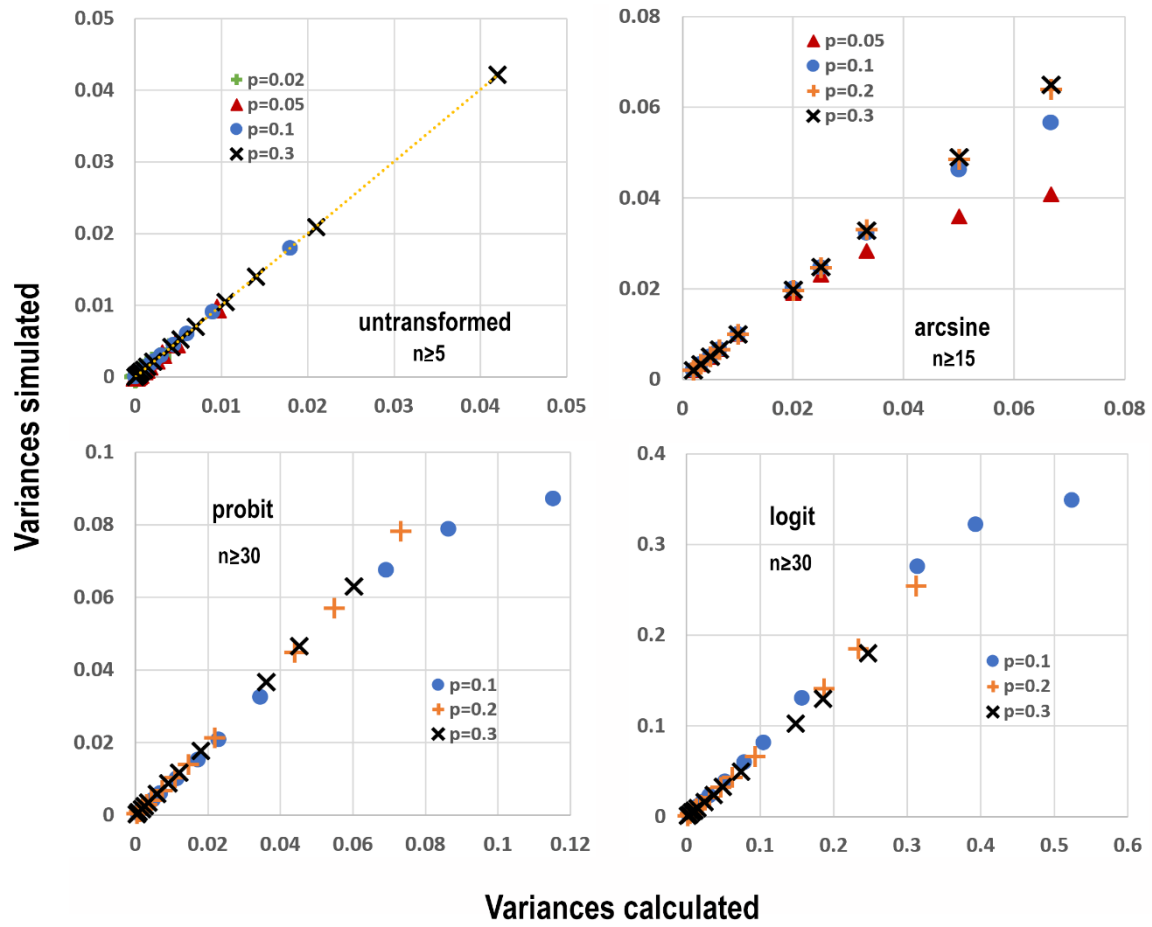 Variances simulated
0.05
0.04
0.03
0.02
0.01
0
p=0.02
p=0.05
p=0.1
p=0.3
untransformed
n≥5
0 0.01 0.02 0.03 0.04 0.05
0.08
0.06
0.04
0.02
0
p=0.05
p=0.1
p=0.2
p=0.3
arcsine
n≥15
0 0.02 0.04 0.06 0.08
0.1
0.08
0.06
0.04
0.02
0
probit
n≥30
p=0.1
p=0.2
p=0.3
0 0.02 0.04 0.06 0.08 0.1 0.12
0.4
0.3
0.2
0.1
0
logit
n≥30
p=0.1
p=0.2
p=0.3
0 0.1 0.2 0.3 0.4 0.5 0.6
Variances calculated